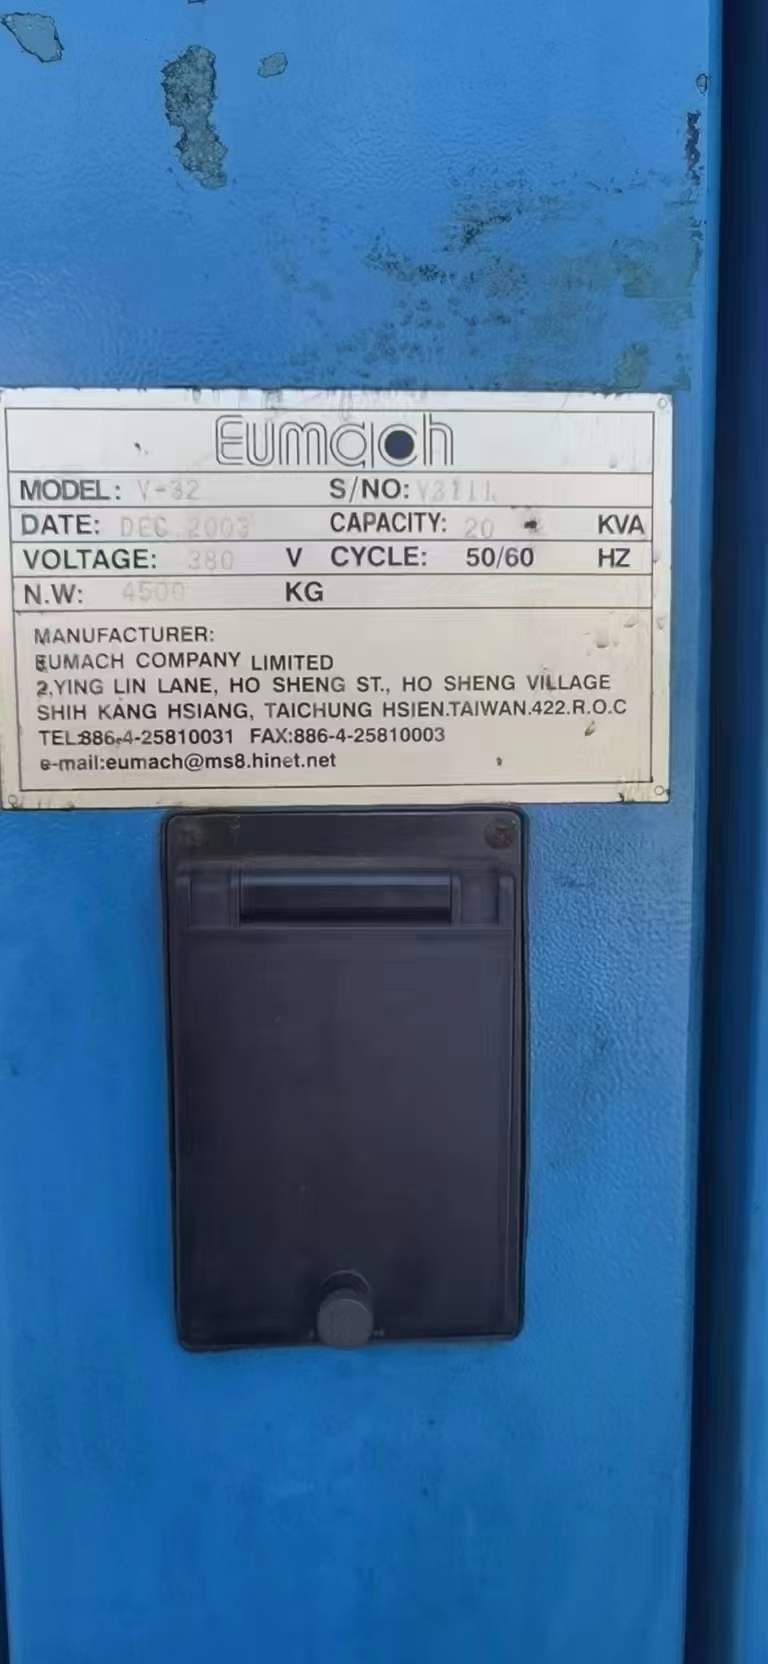 Eumach
MODEL: V-32 S/NO:
DATE: DEC.2003 CAPACITY: 20 KVA
VOLTAGE: 380 V CYCLE: 50/60 HZ
N.W: 4500 KG
MANUFACTURER:
EUMACH COMPANY LIMITED
2,YING LIN LANE, HO SHENG ST., HO SHENG VILLAGE
SHIH KANG HSIANG, TAICHUNG HSIEN.TAIWAN.422.R.O.C
TEL:886-4-25810031 FAX:886-4-25810003
e-mail:eumach@ms8.hinet.net